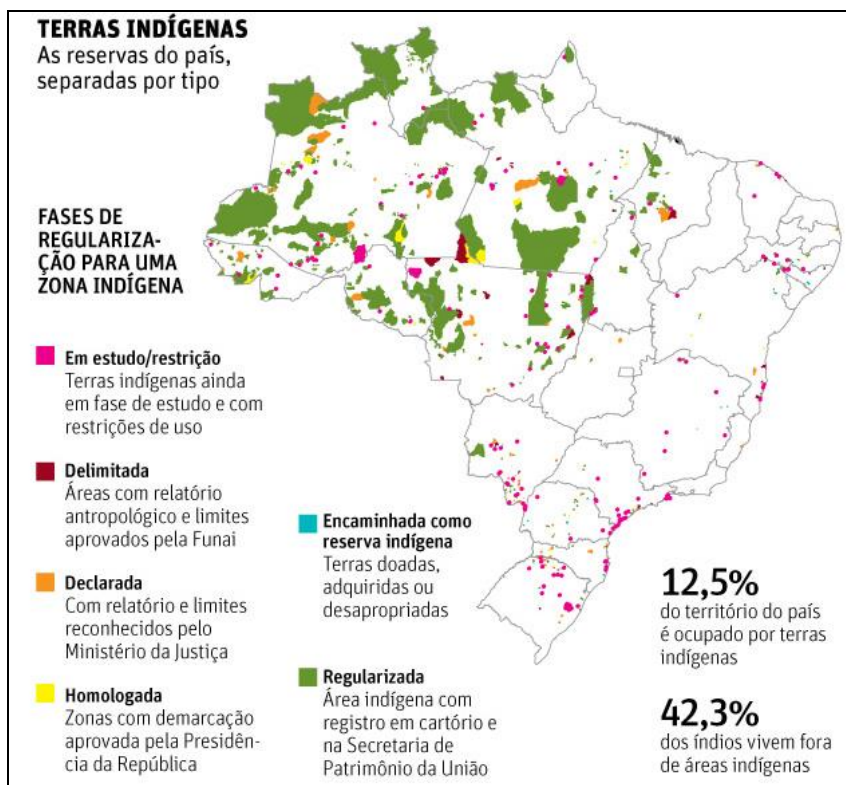 TERRAS INDÍGENAS
As reservas do país,
separadas por tipo
FASES DE
REGULARIZA-
ÇÃO PARA UMA
ZONA INDÍGENA
Em estudo/restrição
Terras indígenas ainda
em fase de estudo e com
restrições de uso
Delimitada
Áreas com relatório
antropológico e limites
aprovados pela Funai
Declarada
Com relatório e limites
reconhecidos pelo
Ministério da Justiça
Homologada
Zonas com demarcação
aprovada pela Presidên-
cia da República
Encaminhada como
reserva indígena
Terras doadas,
adquiridas ou
desapropriadas
Regularizada
Área indígena com
registro em cartório e
na Secretaria de
Patrimônio da União
12,5%
do território do país
é ocupado por terras
indígenas
42,3%
dos índios vivem fora
de áreas indígenas